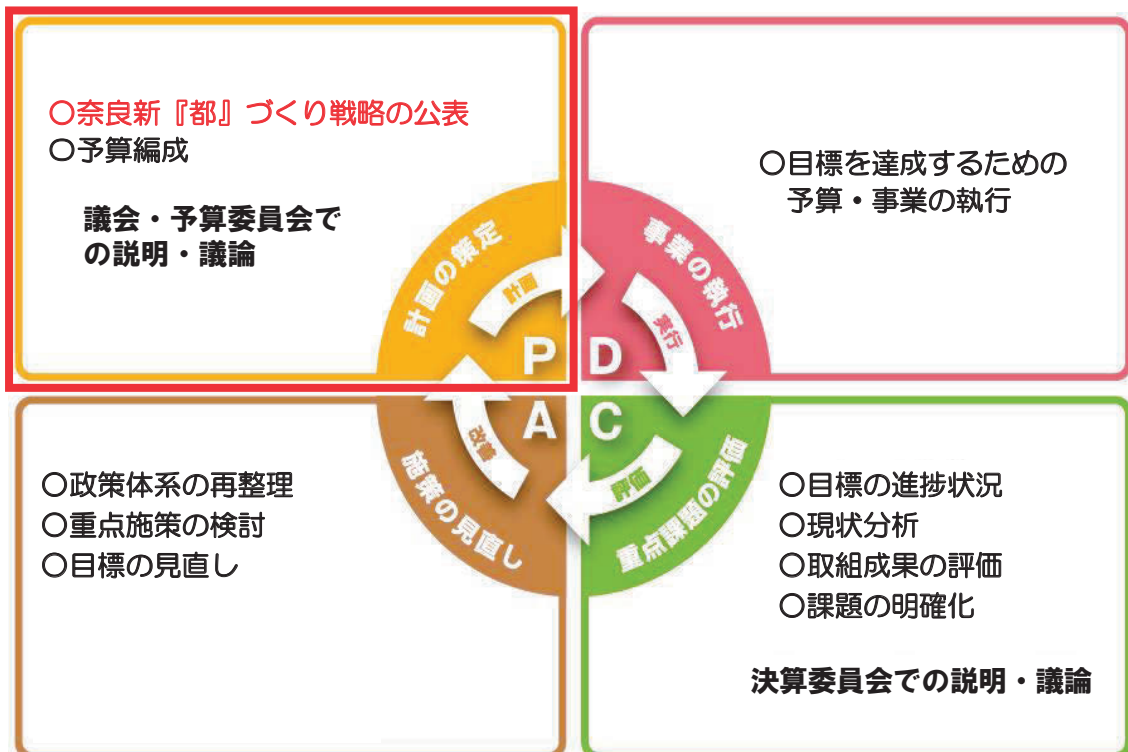 ○奈良新『都』づくり戦略の公表
○予算編成
議会・予算委員会で
の説明・議論
計画の策定
計画
P
○目標を達成するための
予算・事業の執行
事業の執行
実行
D
○政策体系の再整理
○重点施策の検討
○目標の見直し
施策の見直し
改善
A
○目標の進捗状況
○現状分析
○取組成果の評価
○課題の明確化
重点課題の評価
評価
C
決算委員会での説明・議論